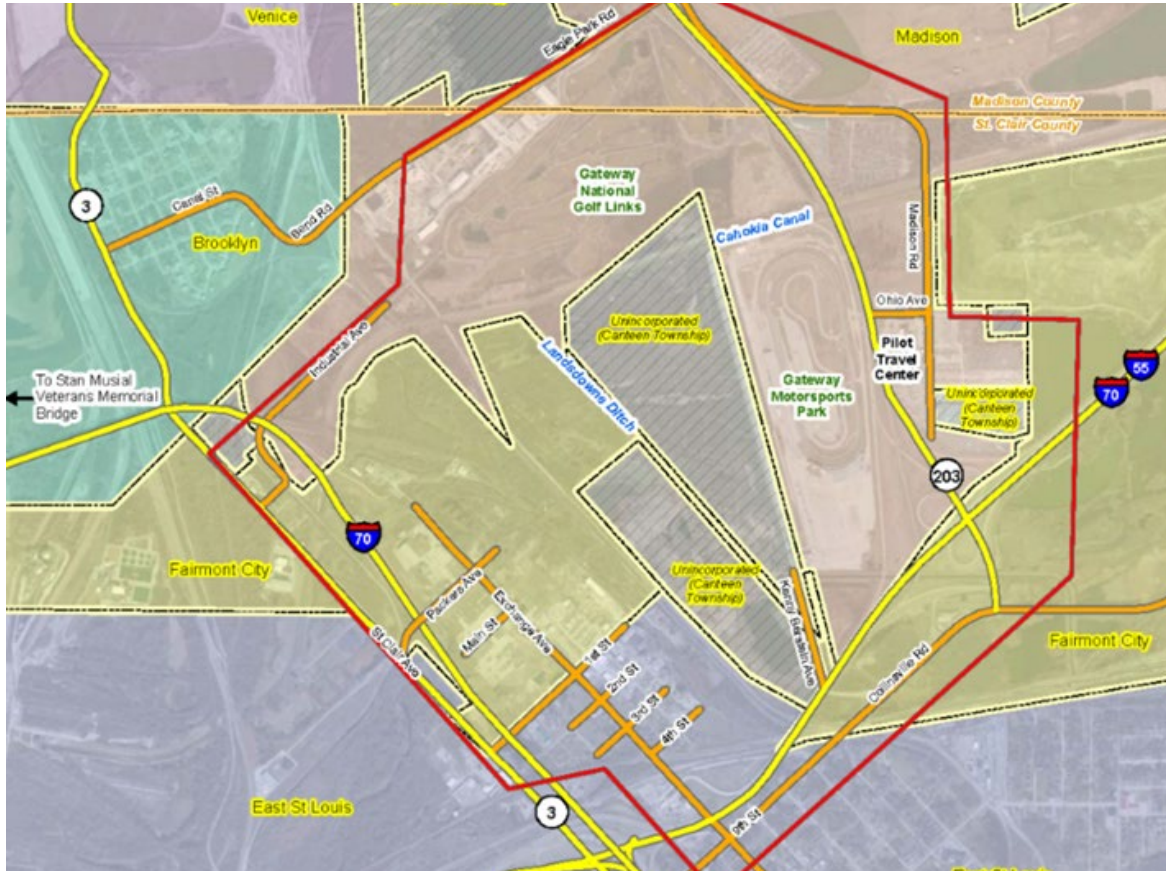 Venice
Eagle Park Rd
Madison
Madison County
St. Clair County
3
Canal St
Bend Rd
Brooklyn
Gateway
National
Golf Links
Cahokia Canal
Madison Rd
Industrial Ave
Unincorporated
(Canteen Township)
Ohio Ave
Landsdowne Ditch
Pilot
Travel
Center
55
70
To Stan Musial
Veterans Memorial
Bridge
Gateway
Motorsports
Park
Unincorporated
(Canteen
Township)
203
70
Fairmont City
Unincorporated
(Canteen
Township)
Packers Ave
Exchange Ave
Main St
1st St
Kenny Bernstein Ave
St Clair Ave
2nd St
Collinsville Rd
Fairmont City
3rd St
4th St
East St Louis
3
9th St